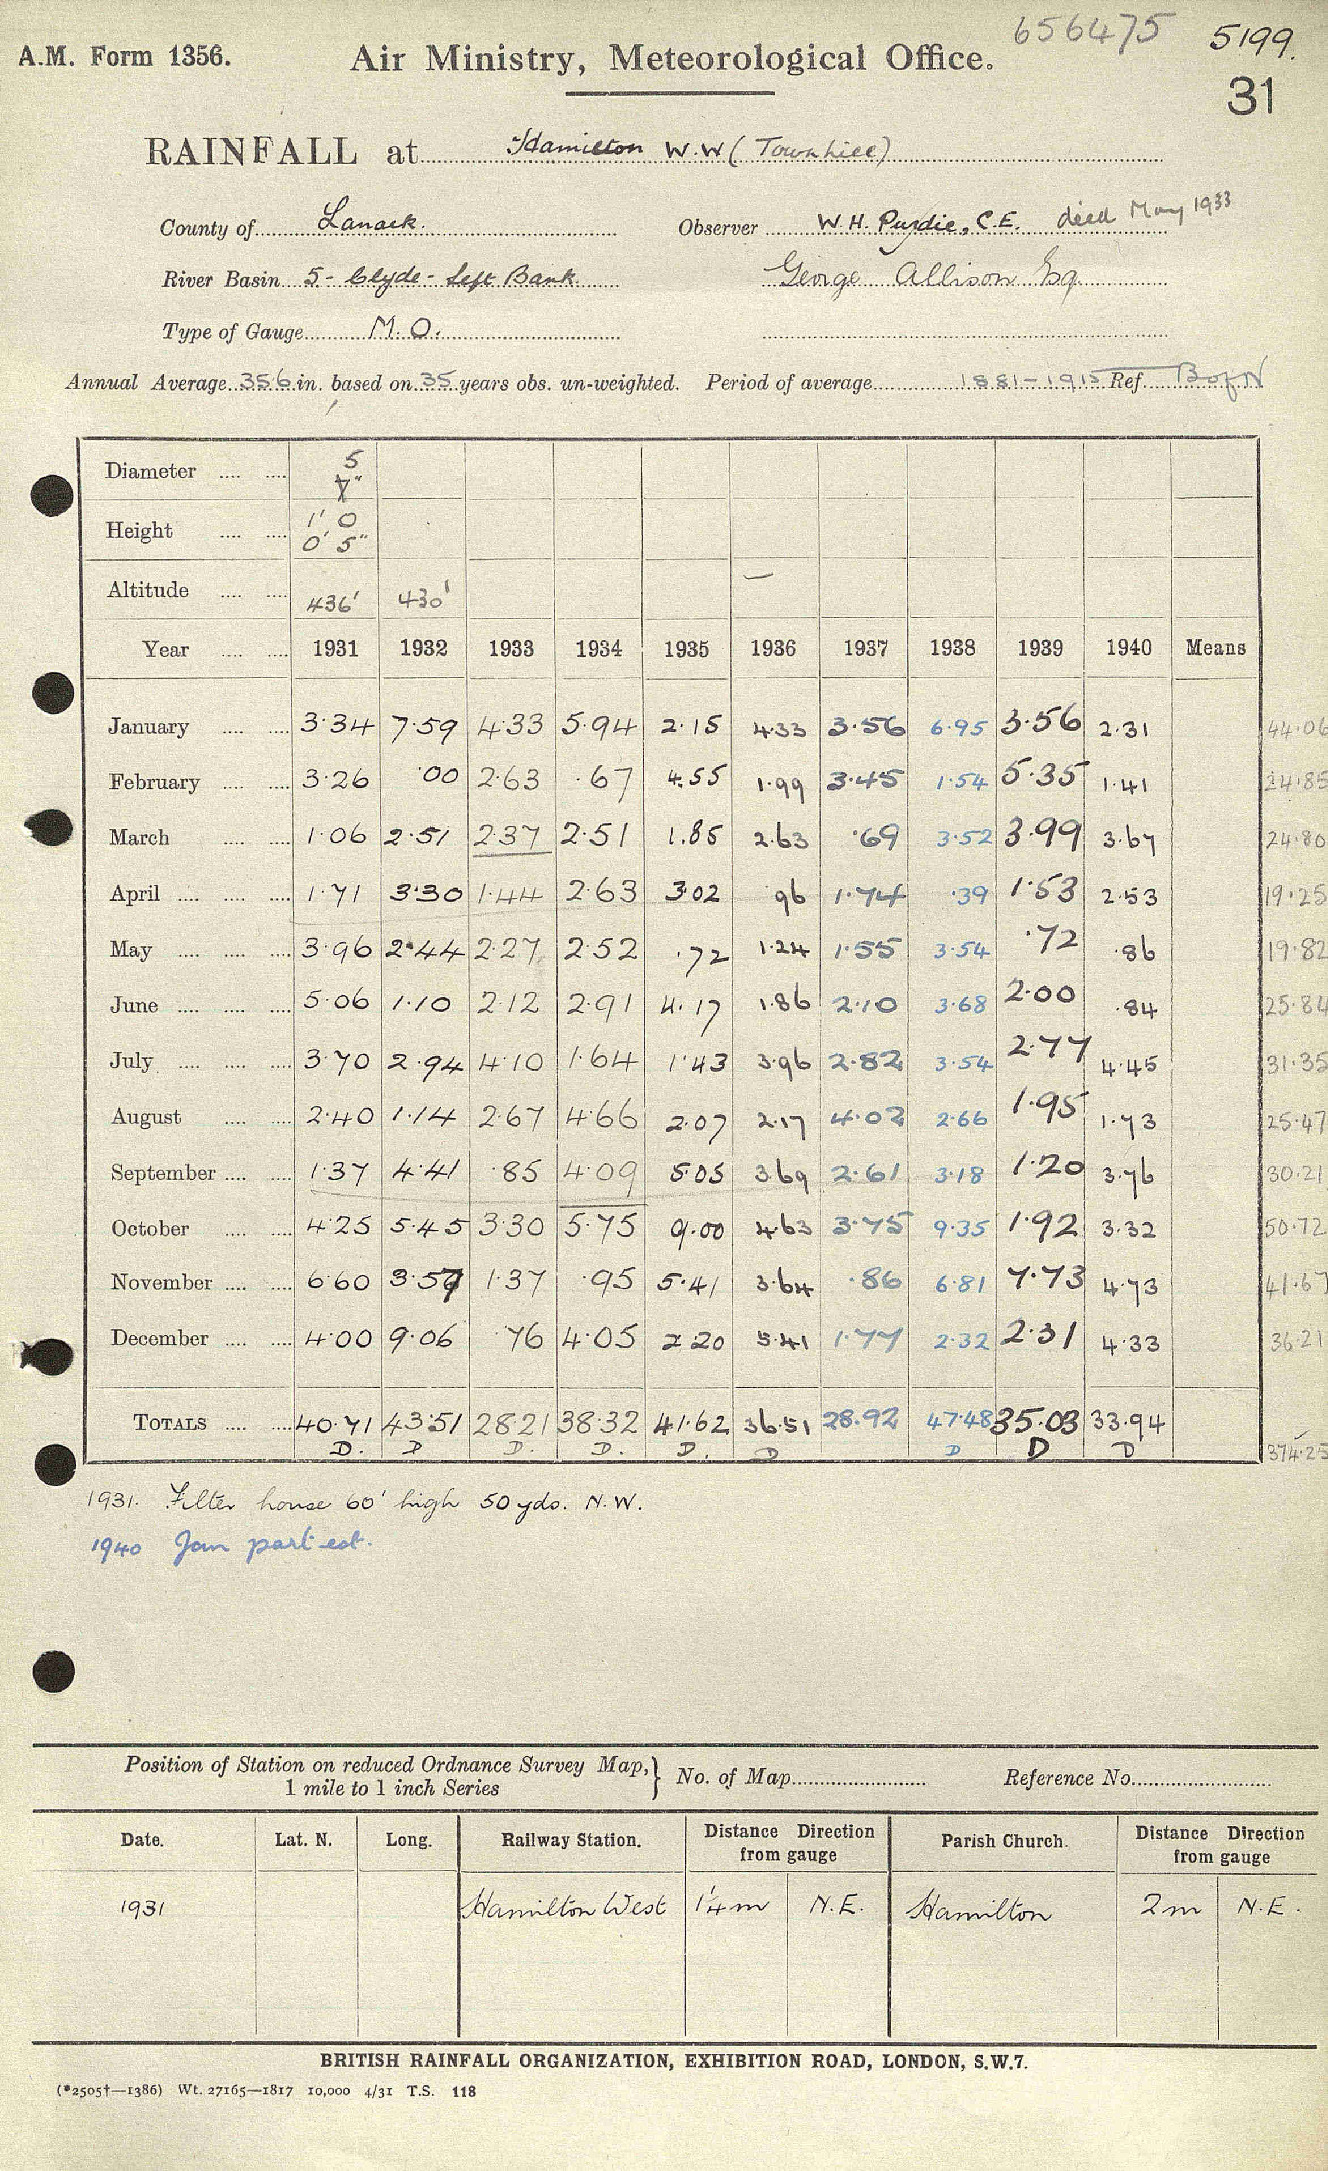 656475 5199.
A.M. Form 1356. Air Ministry, Meteorological Office.
31
RAINFALL at Hamilton W.W (Townhill)
County of Lanark. Observer W.H. Purdie, C.E. died May 1933
River Basin 5 - Clyde - Left Bank George Allison Esq.
Type of Gauge M.O.
Annual Average 35.6 in. based on 35 years obs. un-weighted. Period of average 1881-1915 Ref. B of N
Diameter 5
7"
Height 1' 0
0' 5"
Altitude 436' 430'
Year 1931 1932 1933 1934 1935 1936 1937 1938 1939 1940 Means
January 3.34 7.59 4.33 5.94 2.15 4.33 3.56 6.95 3.56 2.31 44.06
February 3.26 .00 2.63 .67 4.55 1.99 3.45 1.54 5.35 1.41 24.85
March 1.06 2.51 2.37 2.51 1.85 2.63 .69 3.52 3.99 3.67 24.80
April 1.71 3.30 1.44 2.63 3.02 96 1.74 .39 1.53 2.53 19.25
May 3.96 2.44 2.27 2.52 .72 1.24 1.55 3.54 .72 .86 19.82
June 5.06 1.10 2.12 2.91 4.17 1.86 2.10 3.68 2.00 .84 25.84
July 3.70 2.94 4.10 1.64 1.43 3.96 2.82 3.54 2.77 4.45 31.35
August 2.40 1.14 2.67 4.66 2.07 2.17 4.02 2.66 1.95 1.73 25.47
September 1.37 4.41 .85 4.09 5.05 3.69 2.61 3.18 1.20 3.76 30.21
October 4.25 5.45 3.30 5.75 9.00 4.63 3.75 9.35 1.92 3.32 50.72
November 6.60 3.57 1.37 .95 5.41 3.64 .86 6.81 7.73 4.73 41.67
December 4.00 9.06 .76 4.05 2.20 5.41 1.77 2.32 2.31 4.33 36.21
TOTALS 40.71 43.51 28.21 38.32 41.62 36.51 28.92 47.48 35.03 33.94
D. D D. D. D. D D D D 374.25
1931. Filter house 60' high 50 yds. N.W.
1940 Jan part est.
Position of Station on reduced Ordnance Survey Map,
1 mile to 1 inch Series
No. of Map Reference No.
Date. Lat. N. Long. Railway Station. Distance Direction from gauge Parish Church. Distance Direction from gauge
1931 Hamilton West 1¼ m N.E. Hamilton 2m N.E.
BRITISH RAINFALL ORGANIZATION, EXHIBITION ROAD, LONDON, S.W.7.
(*2505†—1386) Wt. 27165—1817 10,000 4/31 T.S. 118